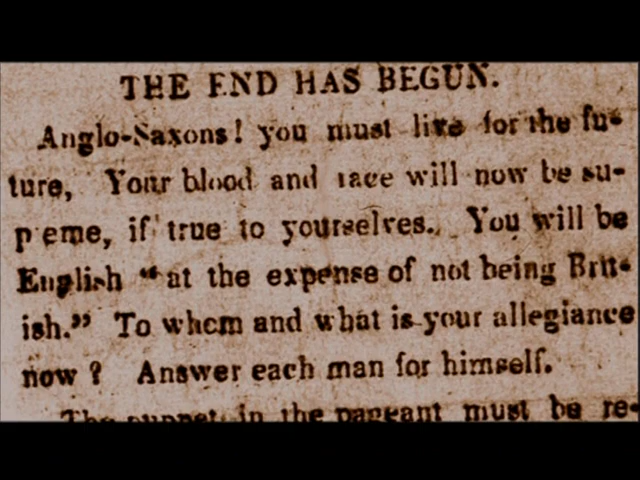 THE END HAS BEGUN.
Anglo-Saxons! you must live for the fu-
ture, Your blood and race will now be su-
preme, if true to yourselves. You will be
English "at the expense of not being Brit-
ish." To whom and what is your allegiance
now ? Answer each man for himself.
The puppet in the pageant must be re-